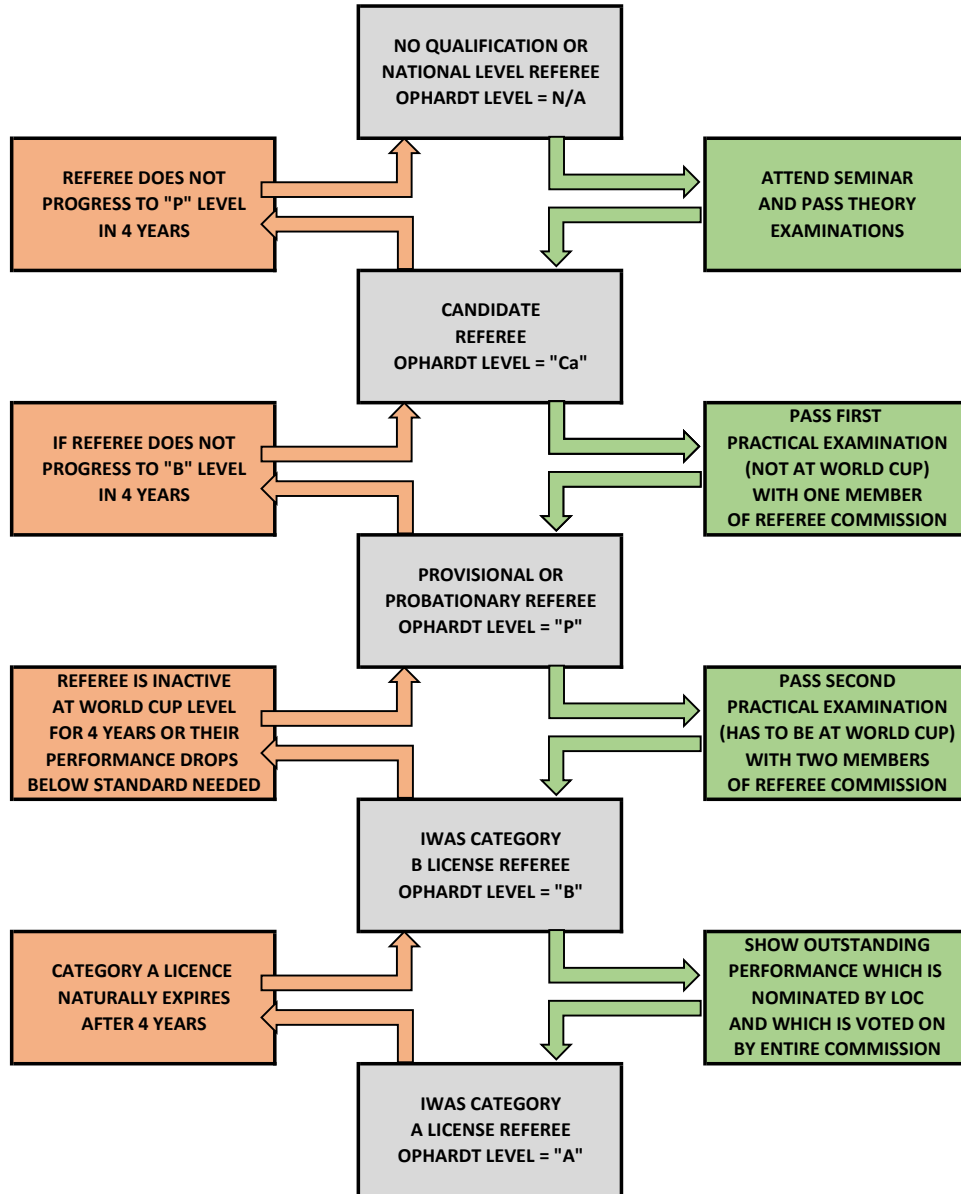 NO QUALIFICATION OR
NATIONAL LEVEL REFEREE
OPHARDT LEVEL = N/A
REFEREE DOES NOT
PROGRESS TO "P" LEVEL
IN 4 YEARS
ATTEND SEMINAR
AND PASS THEORY
EXAMINATIONS
CANDIDATE
REFEREE
OPHARDT LEVEL = "Ca"
IF REFEREE DOES NOT
PROGRESS TO "B" LEVEL
IN 4 YEARS
PASS FIRST
PRACTICAL EXAMINATION
(NOT AT WORLD CUP)
WITH ONE MEMBER
OF REFEREE COMMISSION
PROVISIONAL OR
PROBATIONARY REFEREE
OPHARDT LEVEL = "P"
REFEREE IS INACTIVE
AT WORLD CUP LEVEL
FOR 4 YEARS OR THEIR
PERFORMANCE DROPS
BELOW STANDARD NEEDED
PASS SECOND
PRACTICAL EXAMINATION
(HAS TO BE AT WORLD CUP)
WITH TWO MEMBERS
OF REFEREE COMMISSION
IWAS CATEGORY
B LICENSE REFEREE
OPHARDT LEVEL = "B"
CATEGORY A LICENCE
NATURALLY EXPIRES
AFTER 4 YEARS
SHOW OUTSTANDING
PERFORMANCE WHICH IS
NOMINATED BY LOC
AND WHICH IS VOTED ON
BY ENTIRE COMMISSION
IWAS CATEGORY
A LICENSE REFEREE
OPHARDT LEVEL = "A"